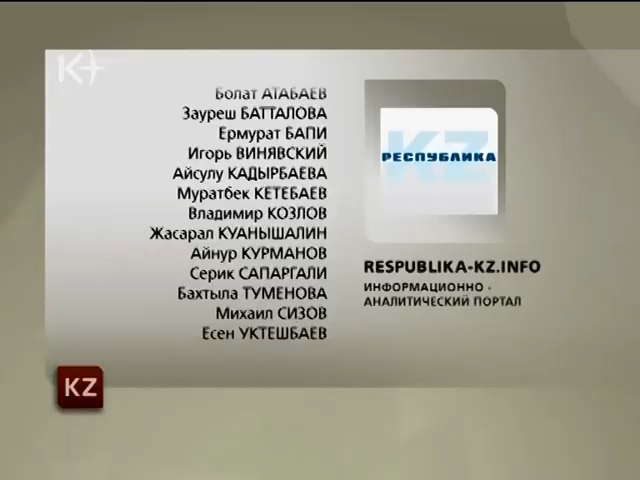 K+
Болат АТАБАЕВ
Зауреш БАТТАЛОВА
Ермурат БАПИ
Игорь ВИНЯВСКИЙ
Айсулу КАДЫРБАЕВА
Муратбек КЕТЕБАЕВ
Владимир КОЗЛОВ
Жасарал КУАНЫШАЛИН
Айнур КУРМАНОВ
Серик САПАРГАЛИ
Бахтыла ТУМЕНОВА
Михаил СИЗОВ
Есен УКТЕШБАЕВ
KZ
РЕСПУБЛИКА
RESPUBLIKA-KZ.INFO
ИНФОРМАЦИОННО -
АНАЛИТИЧЕСКИЙ ПОРТАЛ
KZ